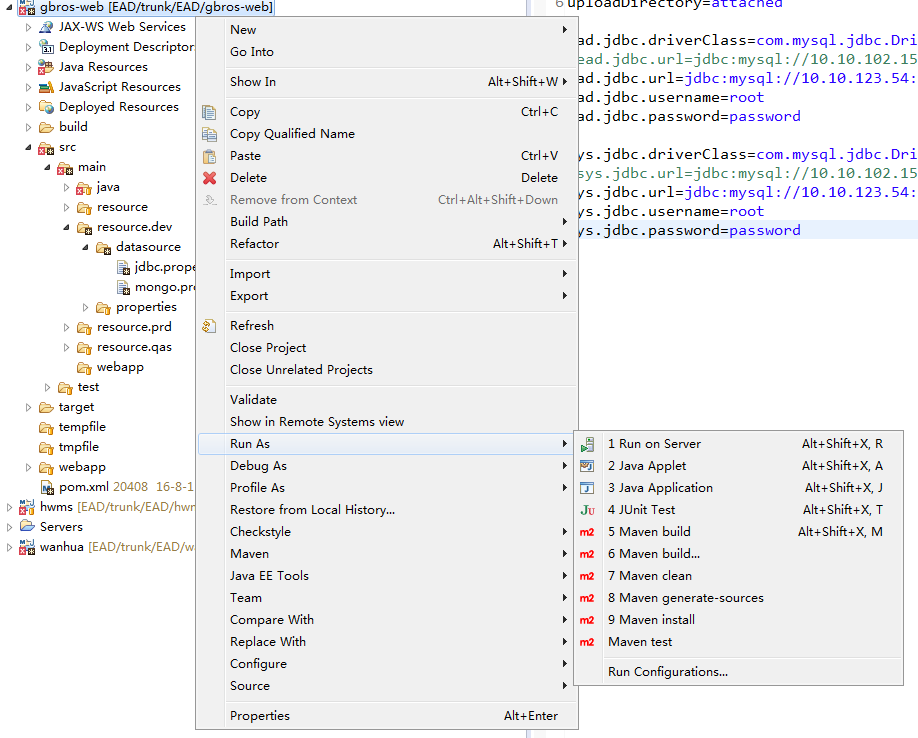 gbros-web [EAD/trunk/EAD/gbros-web]
JAX-WS Web Services
Deployment Descriptor
Java Resources
JavaScript Resources
Deployed Resources
build
src
main
java
resource
resource.dev
datasource
jdbc.prope
mongo.pro
properties
resource.prd
resource.qas
webapp
test
target
tempfile
tmpfile
webapp
pom.xml 20408 16-8-1
hwms [EAD/trunk/EAD/hwm
Servers
wanhua [EAD/trunk/EAD/wa
New
Go Into
Show In Alt+Shift+W
Copy Ctrl+C
Copy Qualified Name
Paste Ctrl+V
Delete Delete
Remove from Context Ctrl+Alt+Shift+Down
Build Path
Refactor Alt+Shift+T
Import
Export
Refresh
Close Project
Close Unrelated Projects
Validate
Show in Remote Systems view
Run As
Debug As
Profile As
Restore from Local History...
Checkstyle
Maven
Java EE Tools
Team
Compare With
Replace With
Configure
Source
Properties Alt+Enter
1 Run on Server Alt+Shift+X, R
2 Java Applet Alt+Shift+X, A
3 Java Application Alt+Shift+X, J
4 JUnit Test Alt+Shift+X, T
5 Maven build Alt+Shift+X, M
6 Maven build...
7 Maven clean
8 Maven generate-sources
9 Maven install
Maven test
Run Configurations...
6 uploadDirectory=attached
ad.jdbc.driverClass=com.mysql.jdbc.Dri
ead.jdbc.url=jdbc:mysql://10.10.102.15
ad.jdbc.url=jdbc:mysql://10.10.123.54:
ad.jdbc.username=root
ad.jdbc.password=password
ys.jdbc.driverClass=com.mysql.jdbc.Dri
sys.jdbc.url=jdbc:mysql://10.10.102.15
ys.jdbc.url=jdbc:mysql://10.10.123.54:
ys.jdbc.username=root
ys.jdbc.password=password